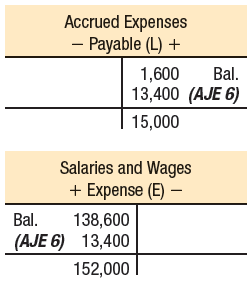 Accrued Expenses
− Payable (L) +
1,600 Bal.
13,400 (AJE 6)
15,000
Salaries and Wages
+ Expense (E) −
Bal. 138,600
(AJE 6) 13,400
152,000